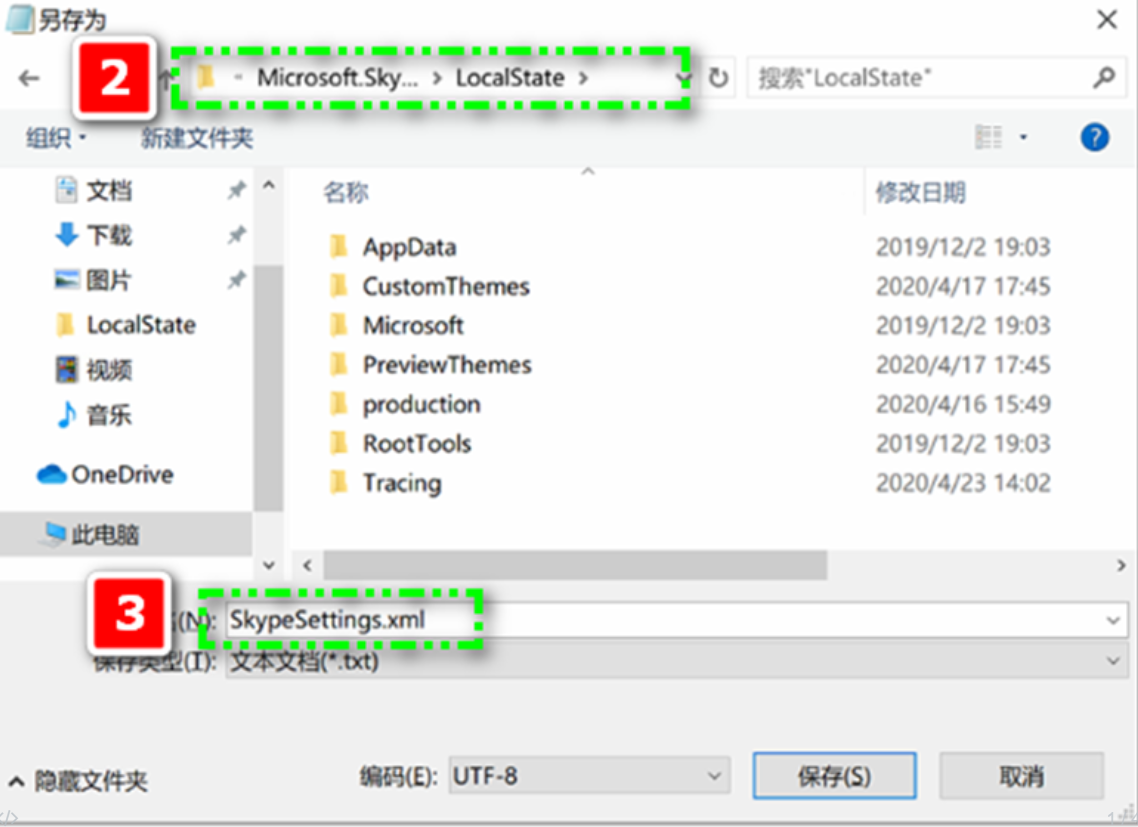 另存为
2
Microsoft.Sky... › LocalState ›
搜索"LocalState"
组织
新建文件夹
名称
修改日期
文档
下载
图片
LocalState
视频
音乐
OneDrive
此电脑
AppData 2019/12/2 19:03
CustomThemes 2020/4/17 17:45
Microsoft 2019/12/2 19:03
PreviewThemes 2020/4/17 17:45
production 2020/4/16 15:49
RootTools 2019/12/2 19:03
Tracing 2020/4/23 14:02
3
(N): SkypeSettings.xml
保存类型(T): 文本文档(*.txt)
隐藏文件夹
编码(E): UTF-8
保存(S)
取消